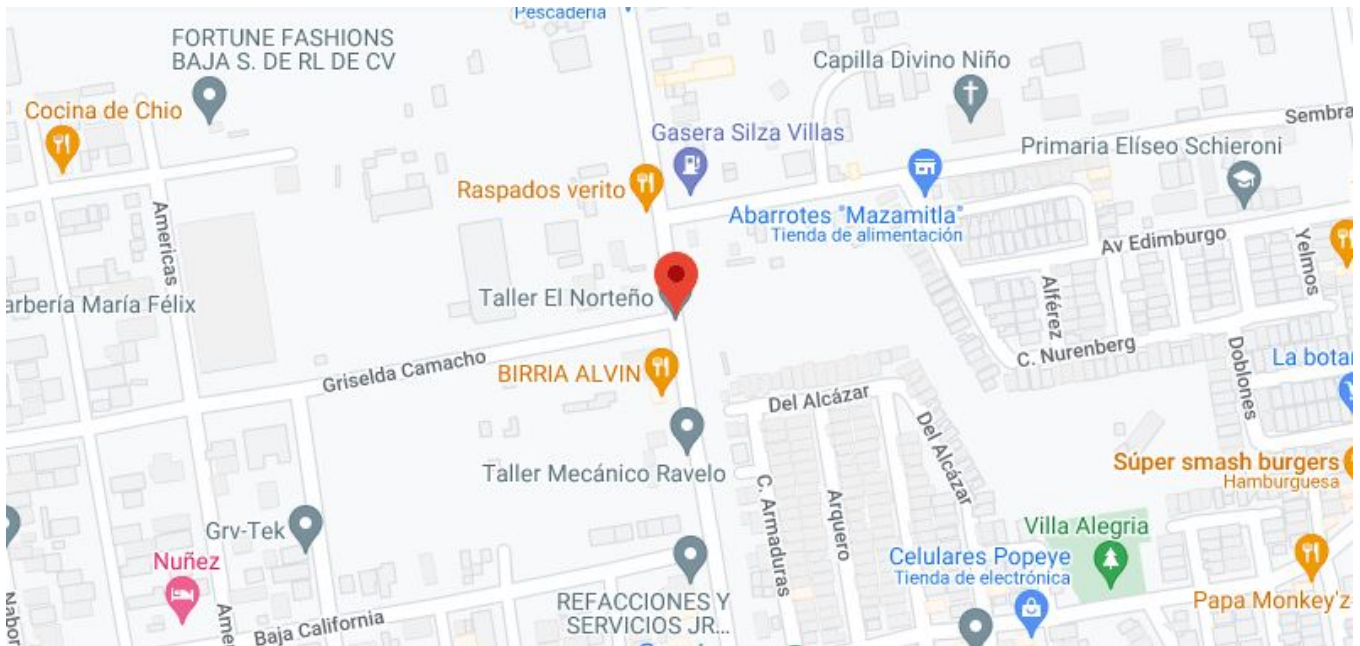 Pescadería
FORTUNE FASHIONS
BAJA S. DE RL DE CV
Capilla Divino Niño
Cocina de Chio
Sembra
Gasera Silza Villas
Primaria Elíseo Schieroni
Raspados verito
Abarrotes "Mazamitla"
Tienda de alimentación
Americas
Av Edimburgo
Yelmos
Alférez
Taller El Norteño
arbería María Félix
C. Nurenberg
Doblones
La botar
Griselda Camacho
BIRRIA ALVIN
Del Alcázar
Del Alcázar
Taller Mecánico Ravelo
Súper smash burgers
Hamburguesa
C. Armaduras
Arquero
Grv-Tek
Villa Alegria
Nuñez
Celulares Popeye
Tienda de electrónica
REFACCIONES Y
SERVICIOS JR...
Papa Monkey'z
Nabor
Amer
Baja California